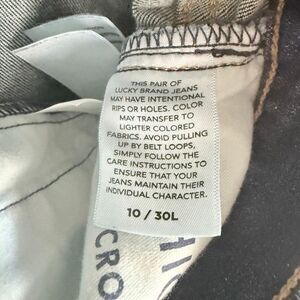 THIS PAIR OF
LUCKY BRAND JEANS
MAY HAVE INTENTIONAL
RIPS OR HOLES. COLOR
MAY TRANSFER TO
LIGHTER COLORED
FABRICS. AVOID PULLING
UP BY BELT LOOPS,
SIMPLY FOLLOW THE
CARE INSTRUCTIONS TO
ENSURE THAT YOUR
JEANS MAINTAIN THEIR
INDIVIDUAL CHARACTER.
10 / 30L
HI
CRO